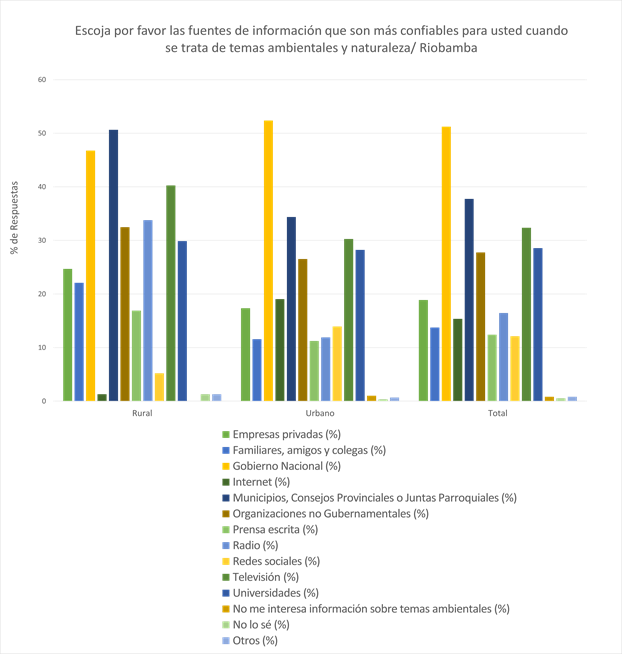 Escoja por favor las fuentes de información que son más confiables para usted cuando
se trata de temas ambientales y naturaleza/ Riobamba
60
50
40
30
20
10
0
% de Respuestas
Rural
Urbano
Total
Empresas privadas (%)
Familiares, amigos y colegas (%)
Gobierno Nacional (%)
Internet (%)
Municipios, Consejos Provinciales o Juntas Parroquiales (%)
Organizaciones no Gubernamentales (%)
Prensa escrita (%)
Radio (%)
Redes sociales (%)
Televisión (%)
Universidades (%)
No me interesa información sobre temas ambientales (%)
No lo sé (%)
Otros (%)